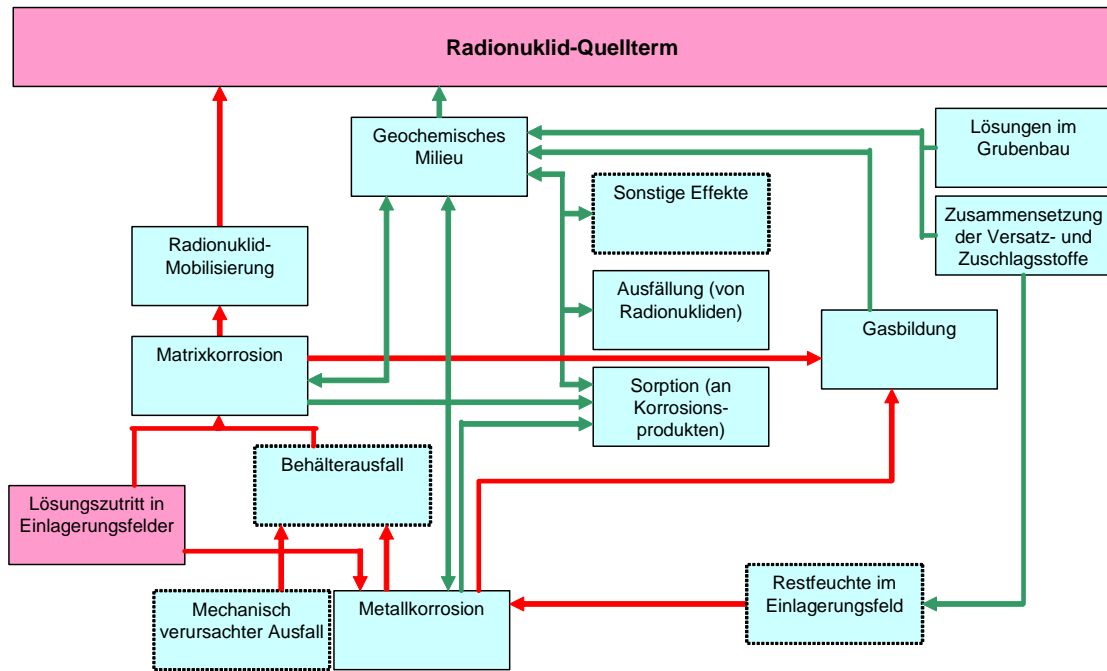 Radionuklid-Quellterm
Geochemisches
Milieu
Lösungen im
Grubenbau
Sonstige Effekte
Zusammensetzung
der Versatz- und
Zuschlagsstoffe
Radionuklid-
Mobilisierung
Ausfällung (von
Radionukliden)
Gasbildung
Matrixkorrosion
Sorption (an
Korrosions-
produkten)
Behälterausfall
Lösungszutritt in
Einlagerungsfelder
Mechanisch
verursachter Ausfall
Metallkorrosion
Restfeuchte im
Einlagerungsfeld